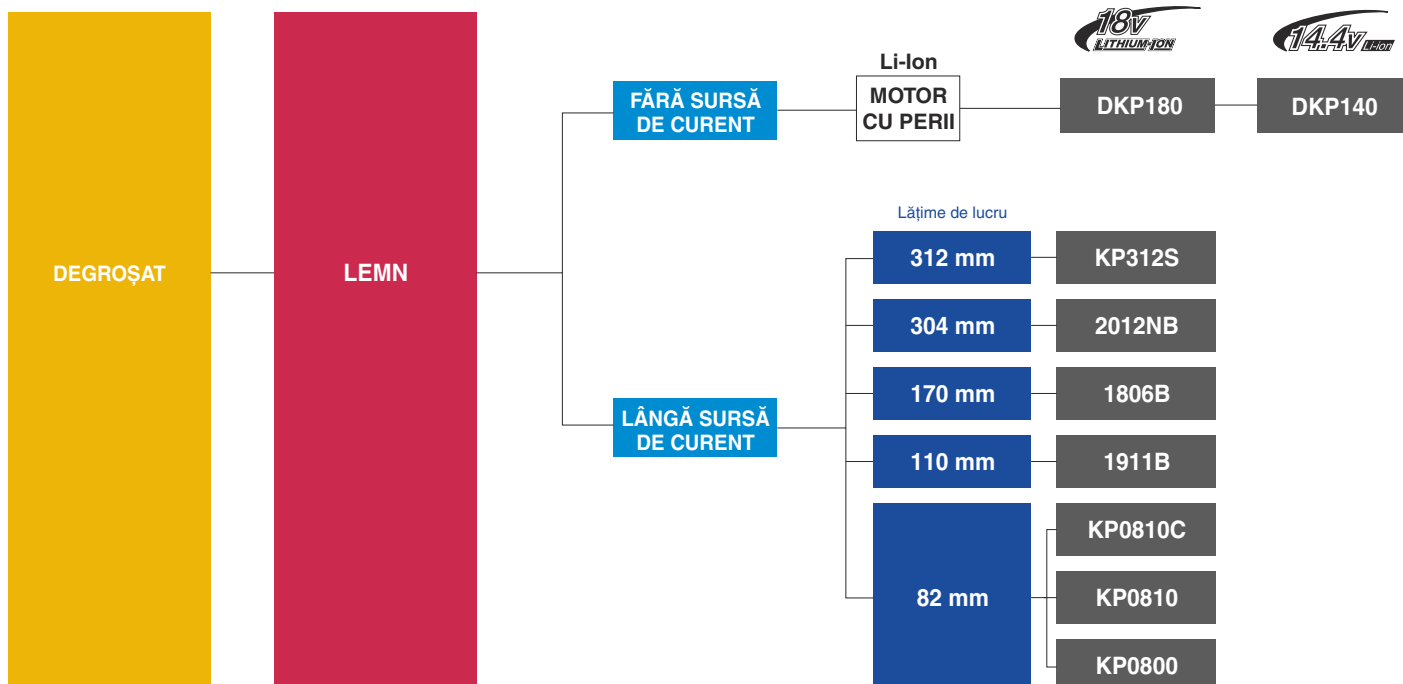 18V
LITHIUM-ION
14.4V Li-ion
Li-Ion
FĂRĂ SURSĂ
DE CURENT
MOTOR
CU PERII
DKP180
DKP140
Lățime de lucru
DEGROȘAT
LEMN
312 mm
KP312S
304 mm
2012NB
170 mm
1806B
LÂNGĂ SURSĂ
DE CURENT
110 mm
1911B
82 mm
KP0810C
KP0810
KP0800